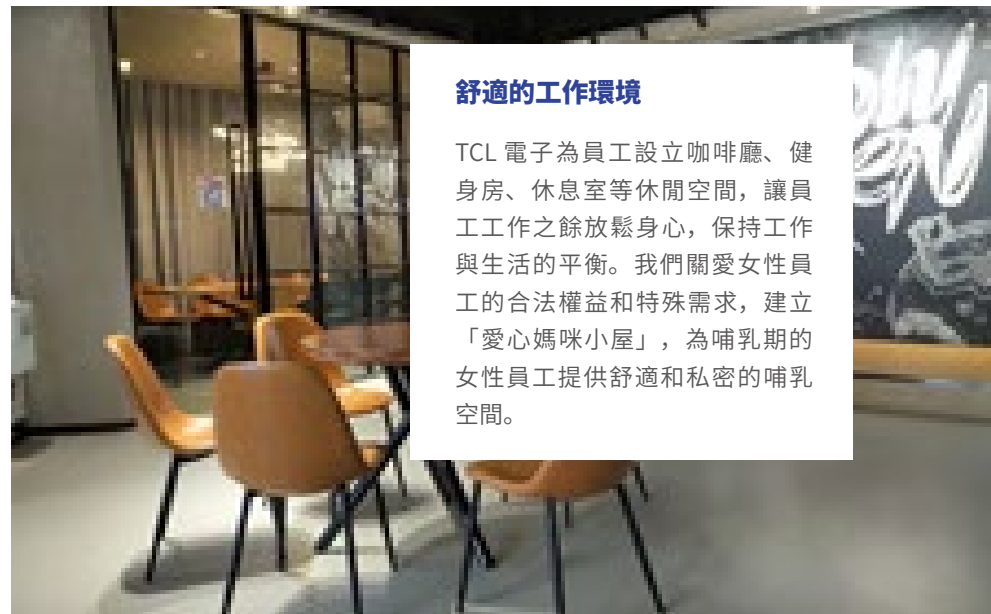 舒適的工作環境
TCL 電子為員工設立咖啡廳、健
身房、休息室等休閒空間，讓員
工工作之餘放鬆身心，保持工作
與生活的平衡。我們關愛女性員
工的合法權益和特殊需求，建立
「愛心媽咪小屋」，為哺乳期的
女性員工提供舒適和私密的哺乳
空間。